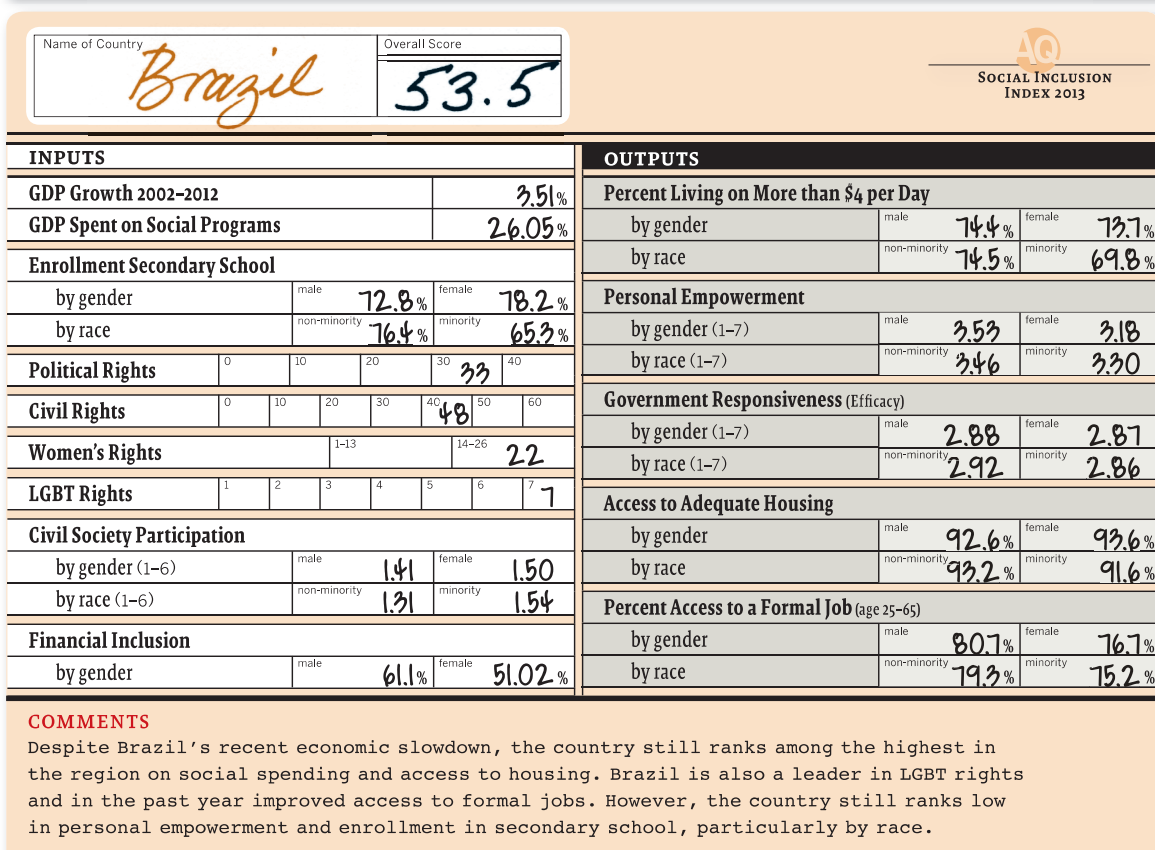 Name of Country
Brazil
Overall Score
53.5
AQ
SOCIAL INCLUSION
INDEX 2013
INPUTS
GDP Growth 2002–2012 3.51%
GDP Spent on Social Programs 26.05%
Enrollment Secondary School
by gender male 72.8% female 78.2%
by race non-minority 76.4% minority 65.3%
Political Rights 0 10 20 30 33 40
Civil Rights 0 10 20 30 40 48 50 60
Women's Rights 1–13 14–26 22
LGBT Rights 1 2 3 4 5 6 7 7
Civil Society Participation
by gender (1–6) male 1.41 female 1.50
by race (1–6) non-minority 1.31 minority 1.54
Financial Inclusion
by gender male 61.1% female 51.02%
OUTPUTS
Percent Living on More than $4 per Day
by gender male 74.4% female 73.7%
by race non-minority 74.5% minority 69.8%
Personal Empowerment
by gender (1–7) male 3.53 female 3.18
by race (1–7) non-minority 3.46 minority 3.30
Government Responsiveness (Efficacy)
by gender (1–7) male 2.88 female 2.87
by race (1–7) non-minority 2.92 minority 2.86
Access to Adequate Housing
by gender male 92.6% female 93.6%
by race non-minority 93.2% minority 91.6%
Percent Access to a Formal Job (age 25–65)
by gender male 80.7% female 76.7%
by race non-minority 79.3% minority 75.2%
COMMENTS
Despite Brazil's recent economic slowdown, the country still ranks among the highest in
the region on social spending and access to housing. Brazil is also a leader in LGBT rights
and in the past year improved access to formal jobs. However, the country still ranks low
in personal empowerment and enrollment in secondary school, particularly by race.